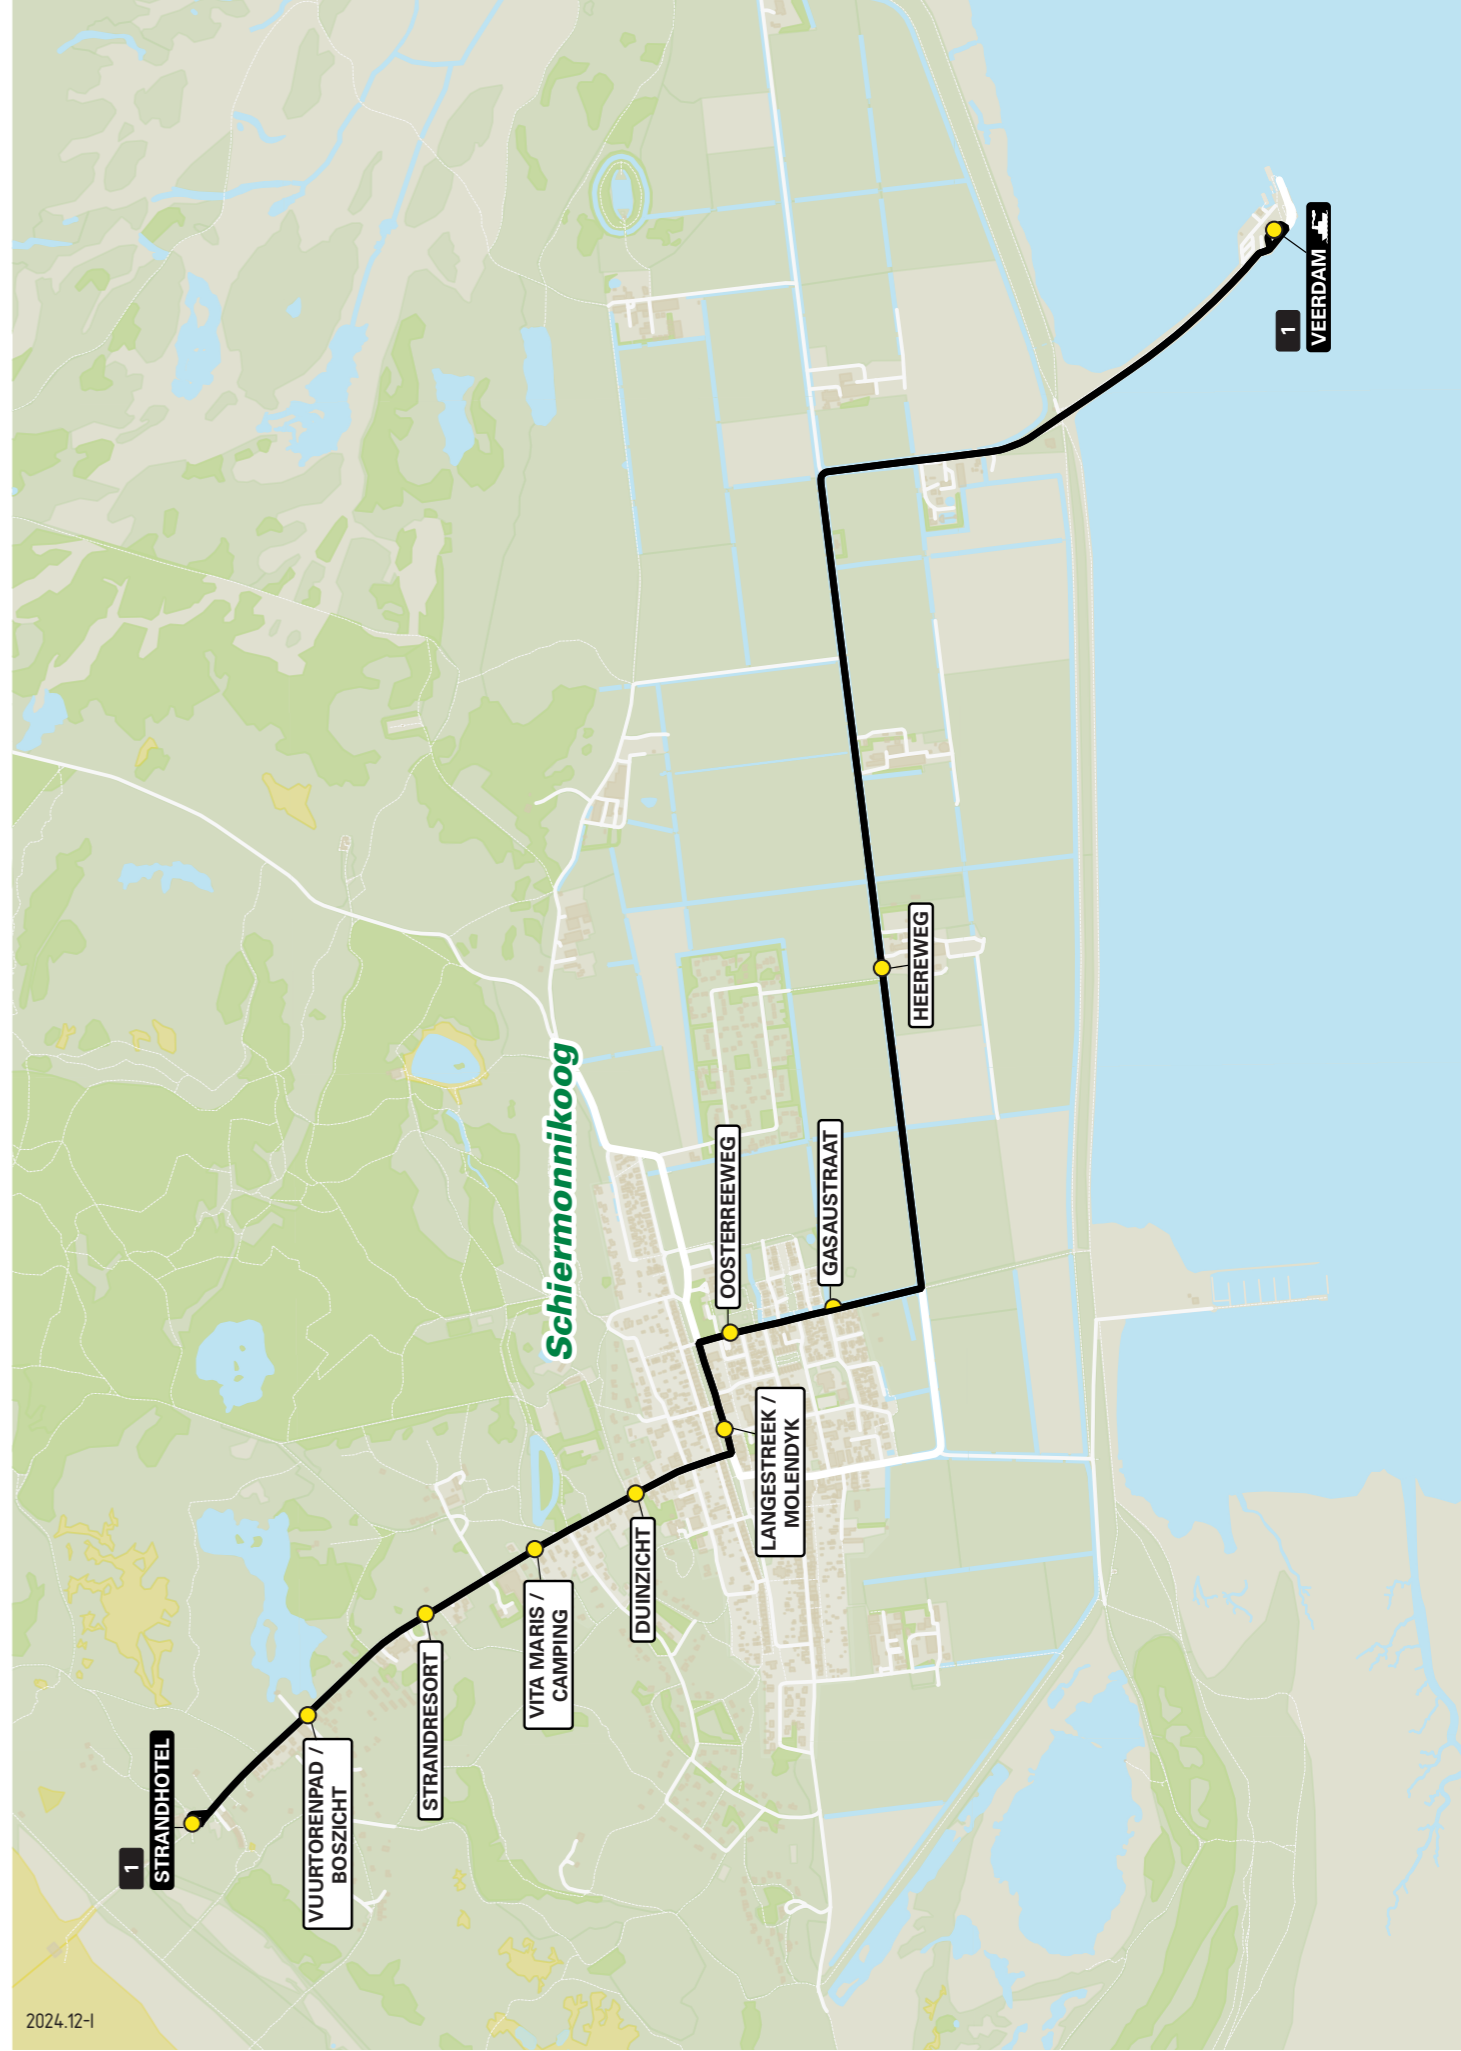 1
STRANDHOTEL
VUURTORENPAD /
BOSZICHT
STRANDRESORT
VITA MARIS /
CAMPING
DUINZICHT
LANGESTREEK /
MOLENDYK
OOSTERREEWEG
GASAUSTRAAT
HEEREWEG
1
VEERDAM
Schiermonnikoog
2024.12-I